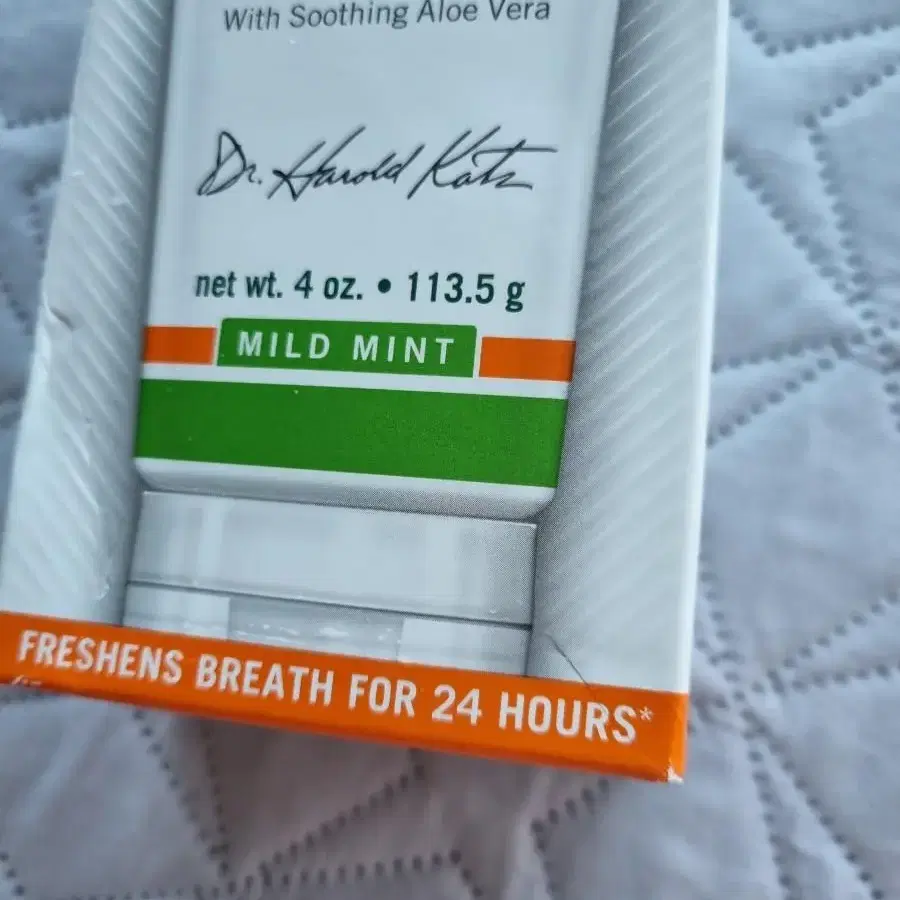 With Soothing Aloe Vera
Dr. Harold Katz
net wt. 4 oz. • 113.5 g
MILD MINT
FRESHENS BREATH FOR 24 HOURS*